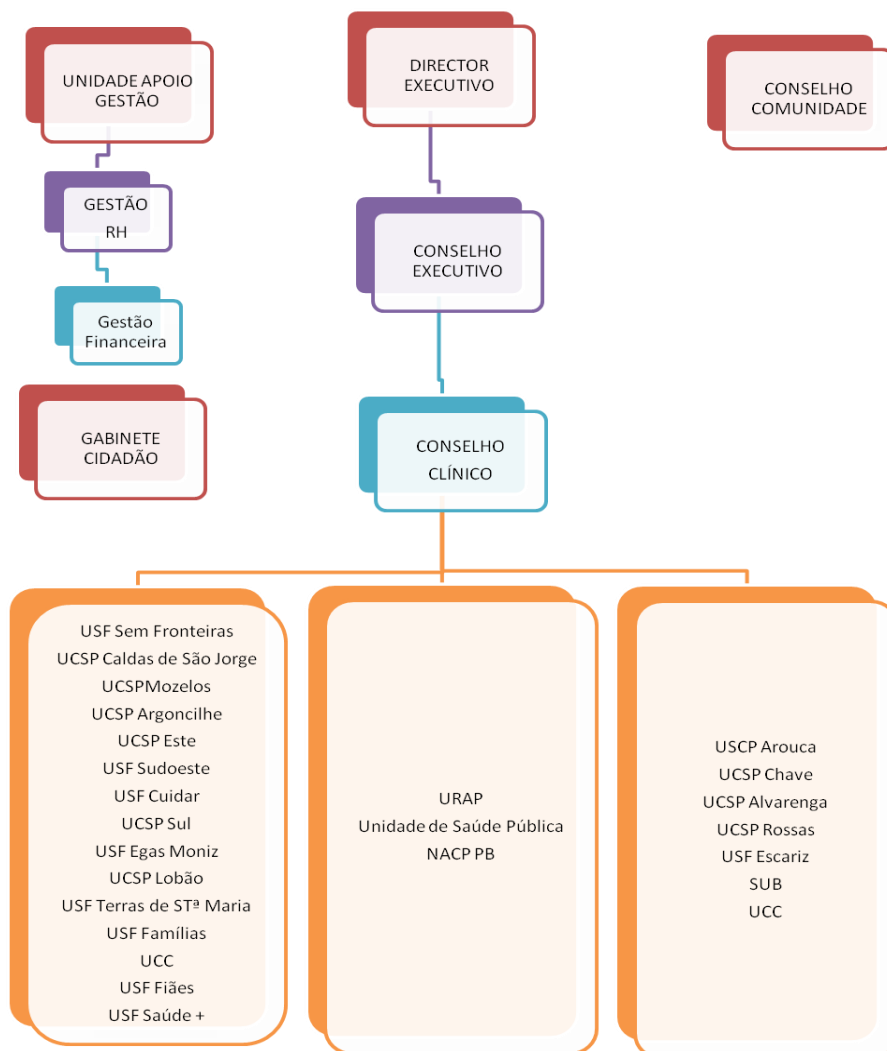 UNIDADE APOIO
GESTÃO
DIRECTOR
EXECUTIVO
CONSELHO
COMUNIDADE
GESTÃO
RH
CONSELHO
EXECUTIVO
Gestão
Financeira
GABINETE
CIDADÃO
CONSELHO
CLÍNICO
USF Sem Fronteiras
UCSP Caldas de São Jorge
UCSPMozelos
UCSP Argoncilhe
UCSP Este
USF Sudoeste
USF Cuidar
UCSP Sul
USF Egas Moniz
UCSP Lobão
USF Terras de STª Maria
USF Famílias
UCC
USF Fiães
USF Saúde +
URAP
Unidade de Saúde Pública
NACP PB
USCP Arouca
UCSP Chave
UCSP Alvarenga
UCSP Rossas
USF Escariz
SUB
UCC